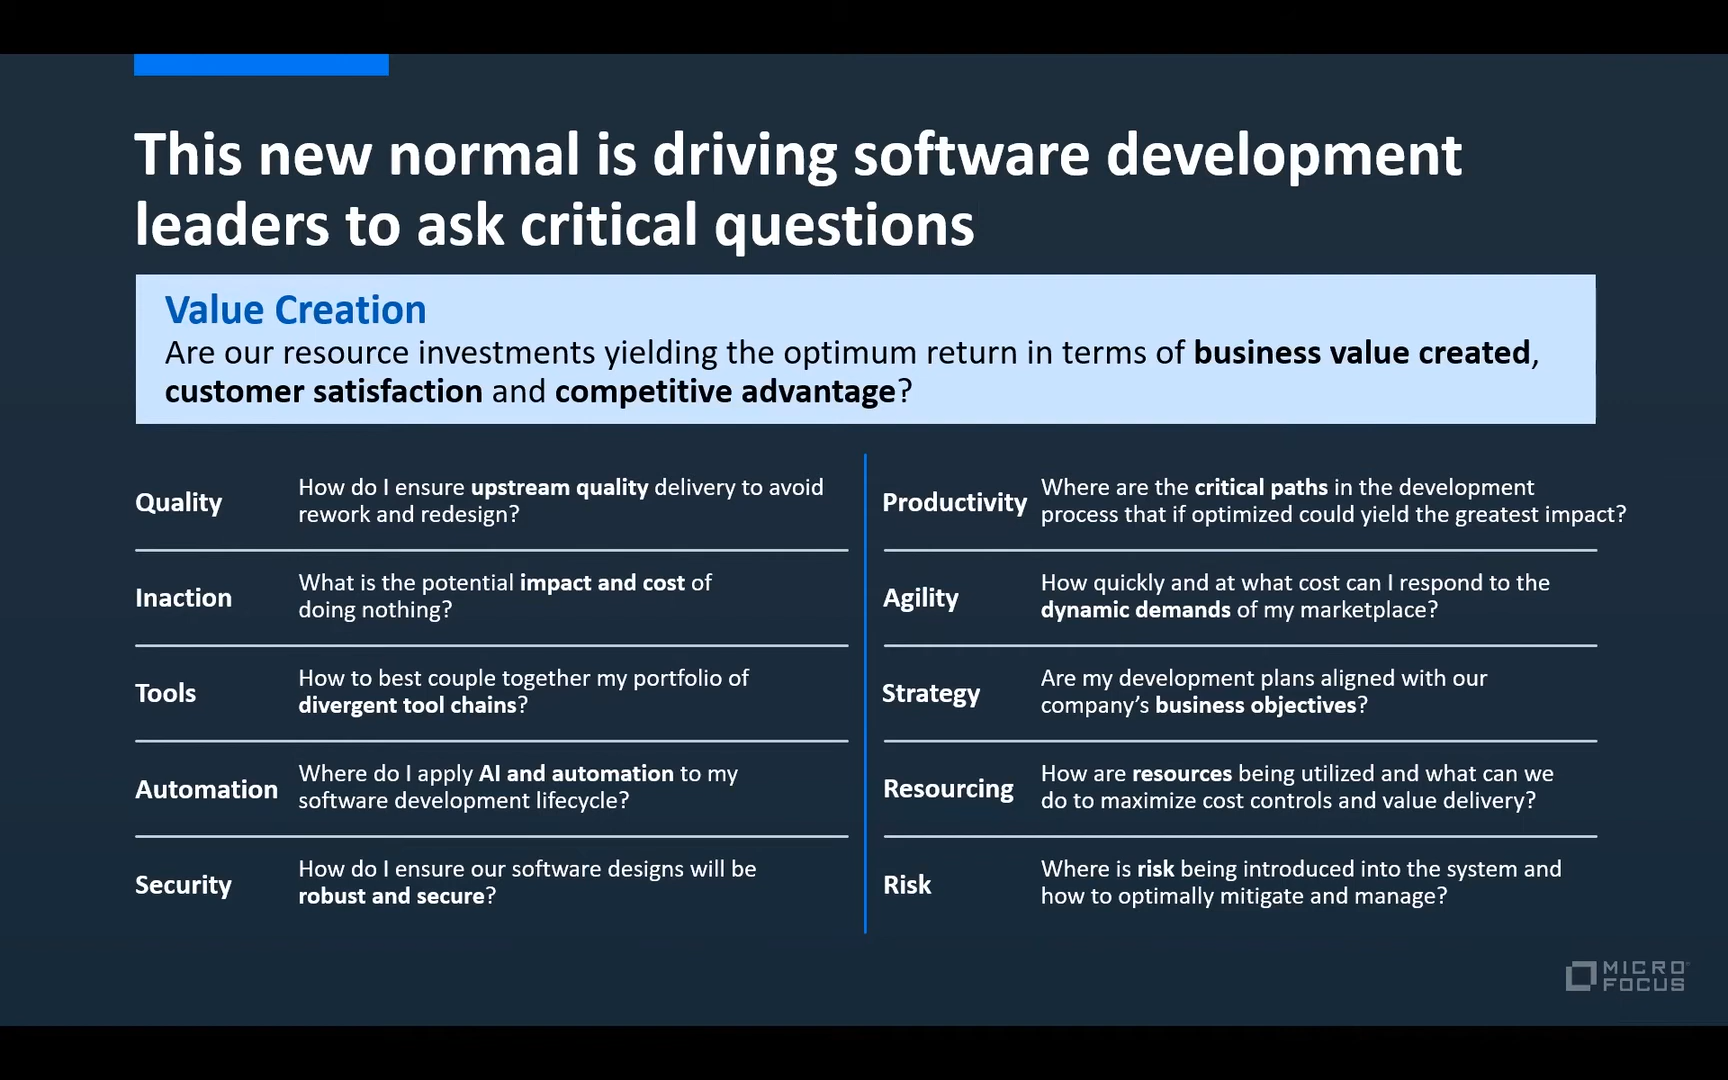 This new normal is driving software development
leaders to ask critical questions
Value Creation
Are our resource investments yielding the optimum return in terms of business value created,
customer satisfaction and competitive advantage?
Quality
How do I ensure upstream quality delivery to avoid
rework and redesign?
Inaction
What is the potential impact and cost of
doing nothing?
Tools
How to best couple together my portfolio of
divergent tool chains?
Automation
Where do I apply AI and automation to my
software development lifecycle?
Security
How do I ensure our software designs will be
robust and secure?
Productivity
Where are the critical paths in the development
process that if optimized could yield the greatest impact?
Agility
How quickly and at what cost can I respond to the
dynamic demands of my marketplace?
Strategy
Are my development plans aligned with our
company’s business objectives?
Resourcing
How are resources being utilized and what can we
do to maximize cost controls and value delivery?
Risk
Where is risk being introduced into the system and
how to optimally mitigate and manage?
MICRO
FOCUS